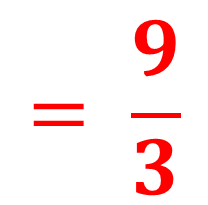 = 9/3